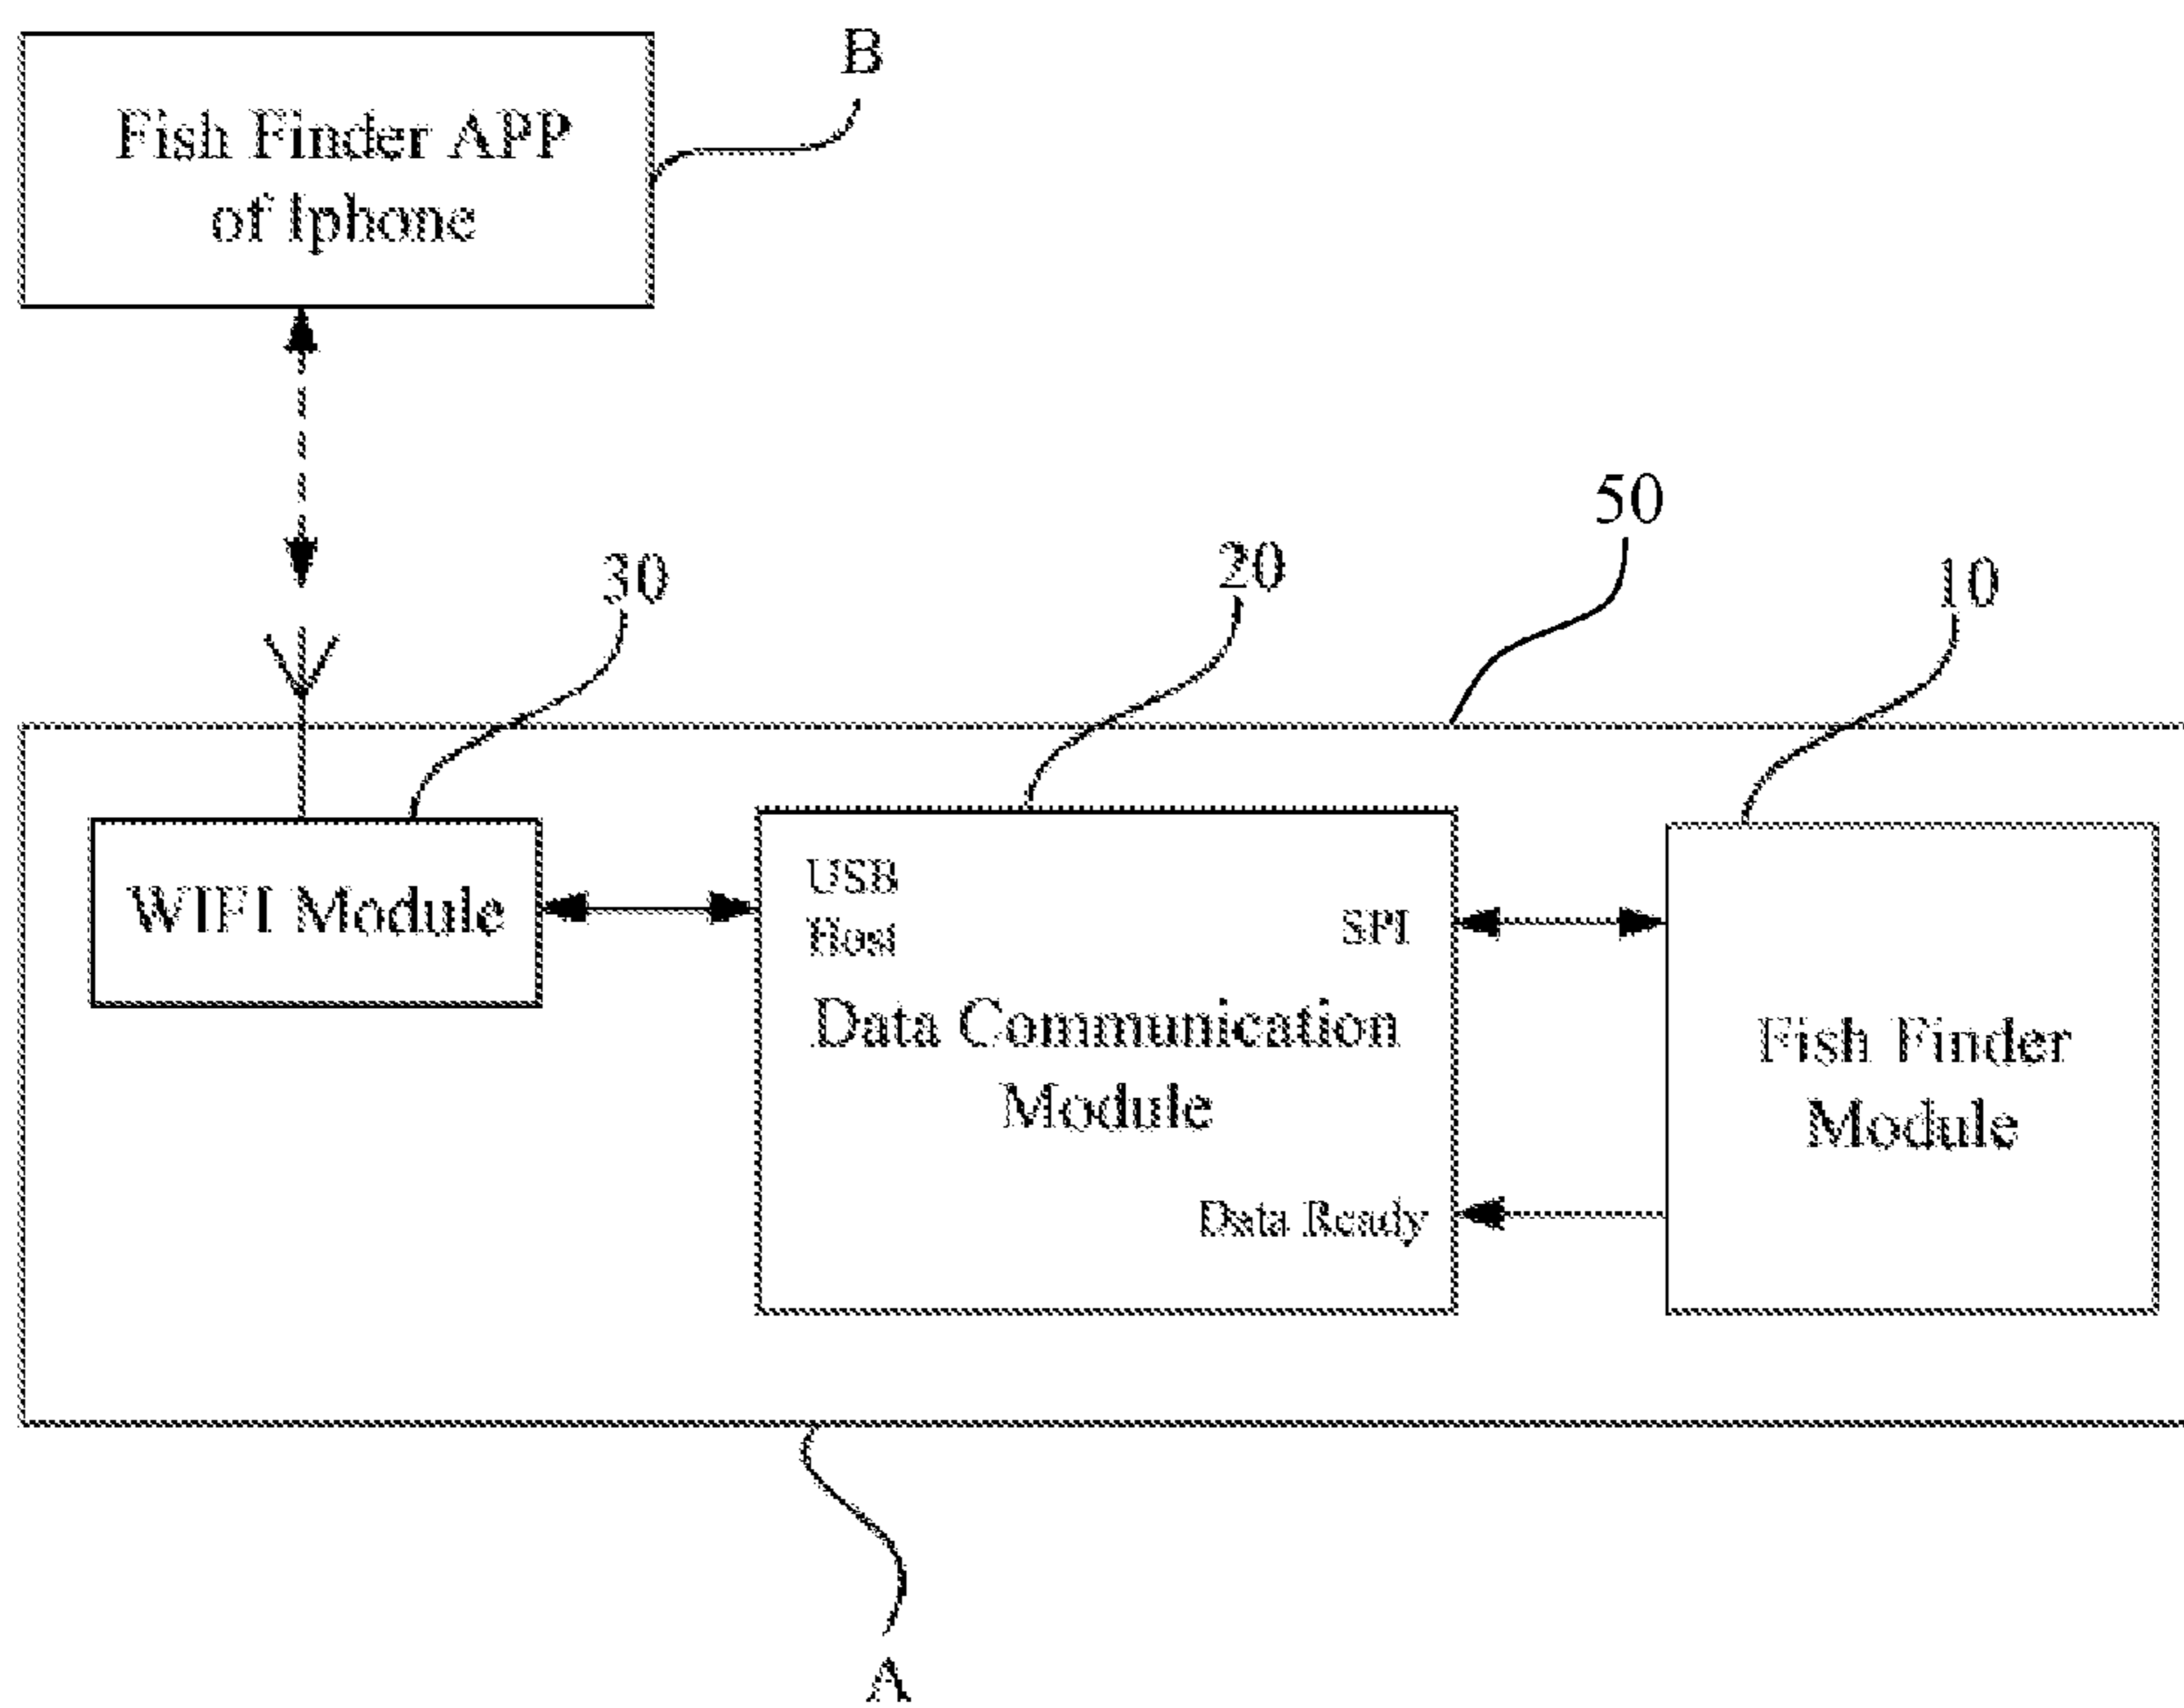 B
Fish Finder APP
of Iphone
50
30
20
10
WIFI Module
USB
Host
SPI
Data Communication
Module
Data Ready
Fish Finder
Module
A